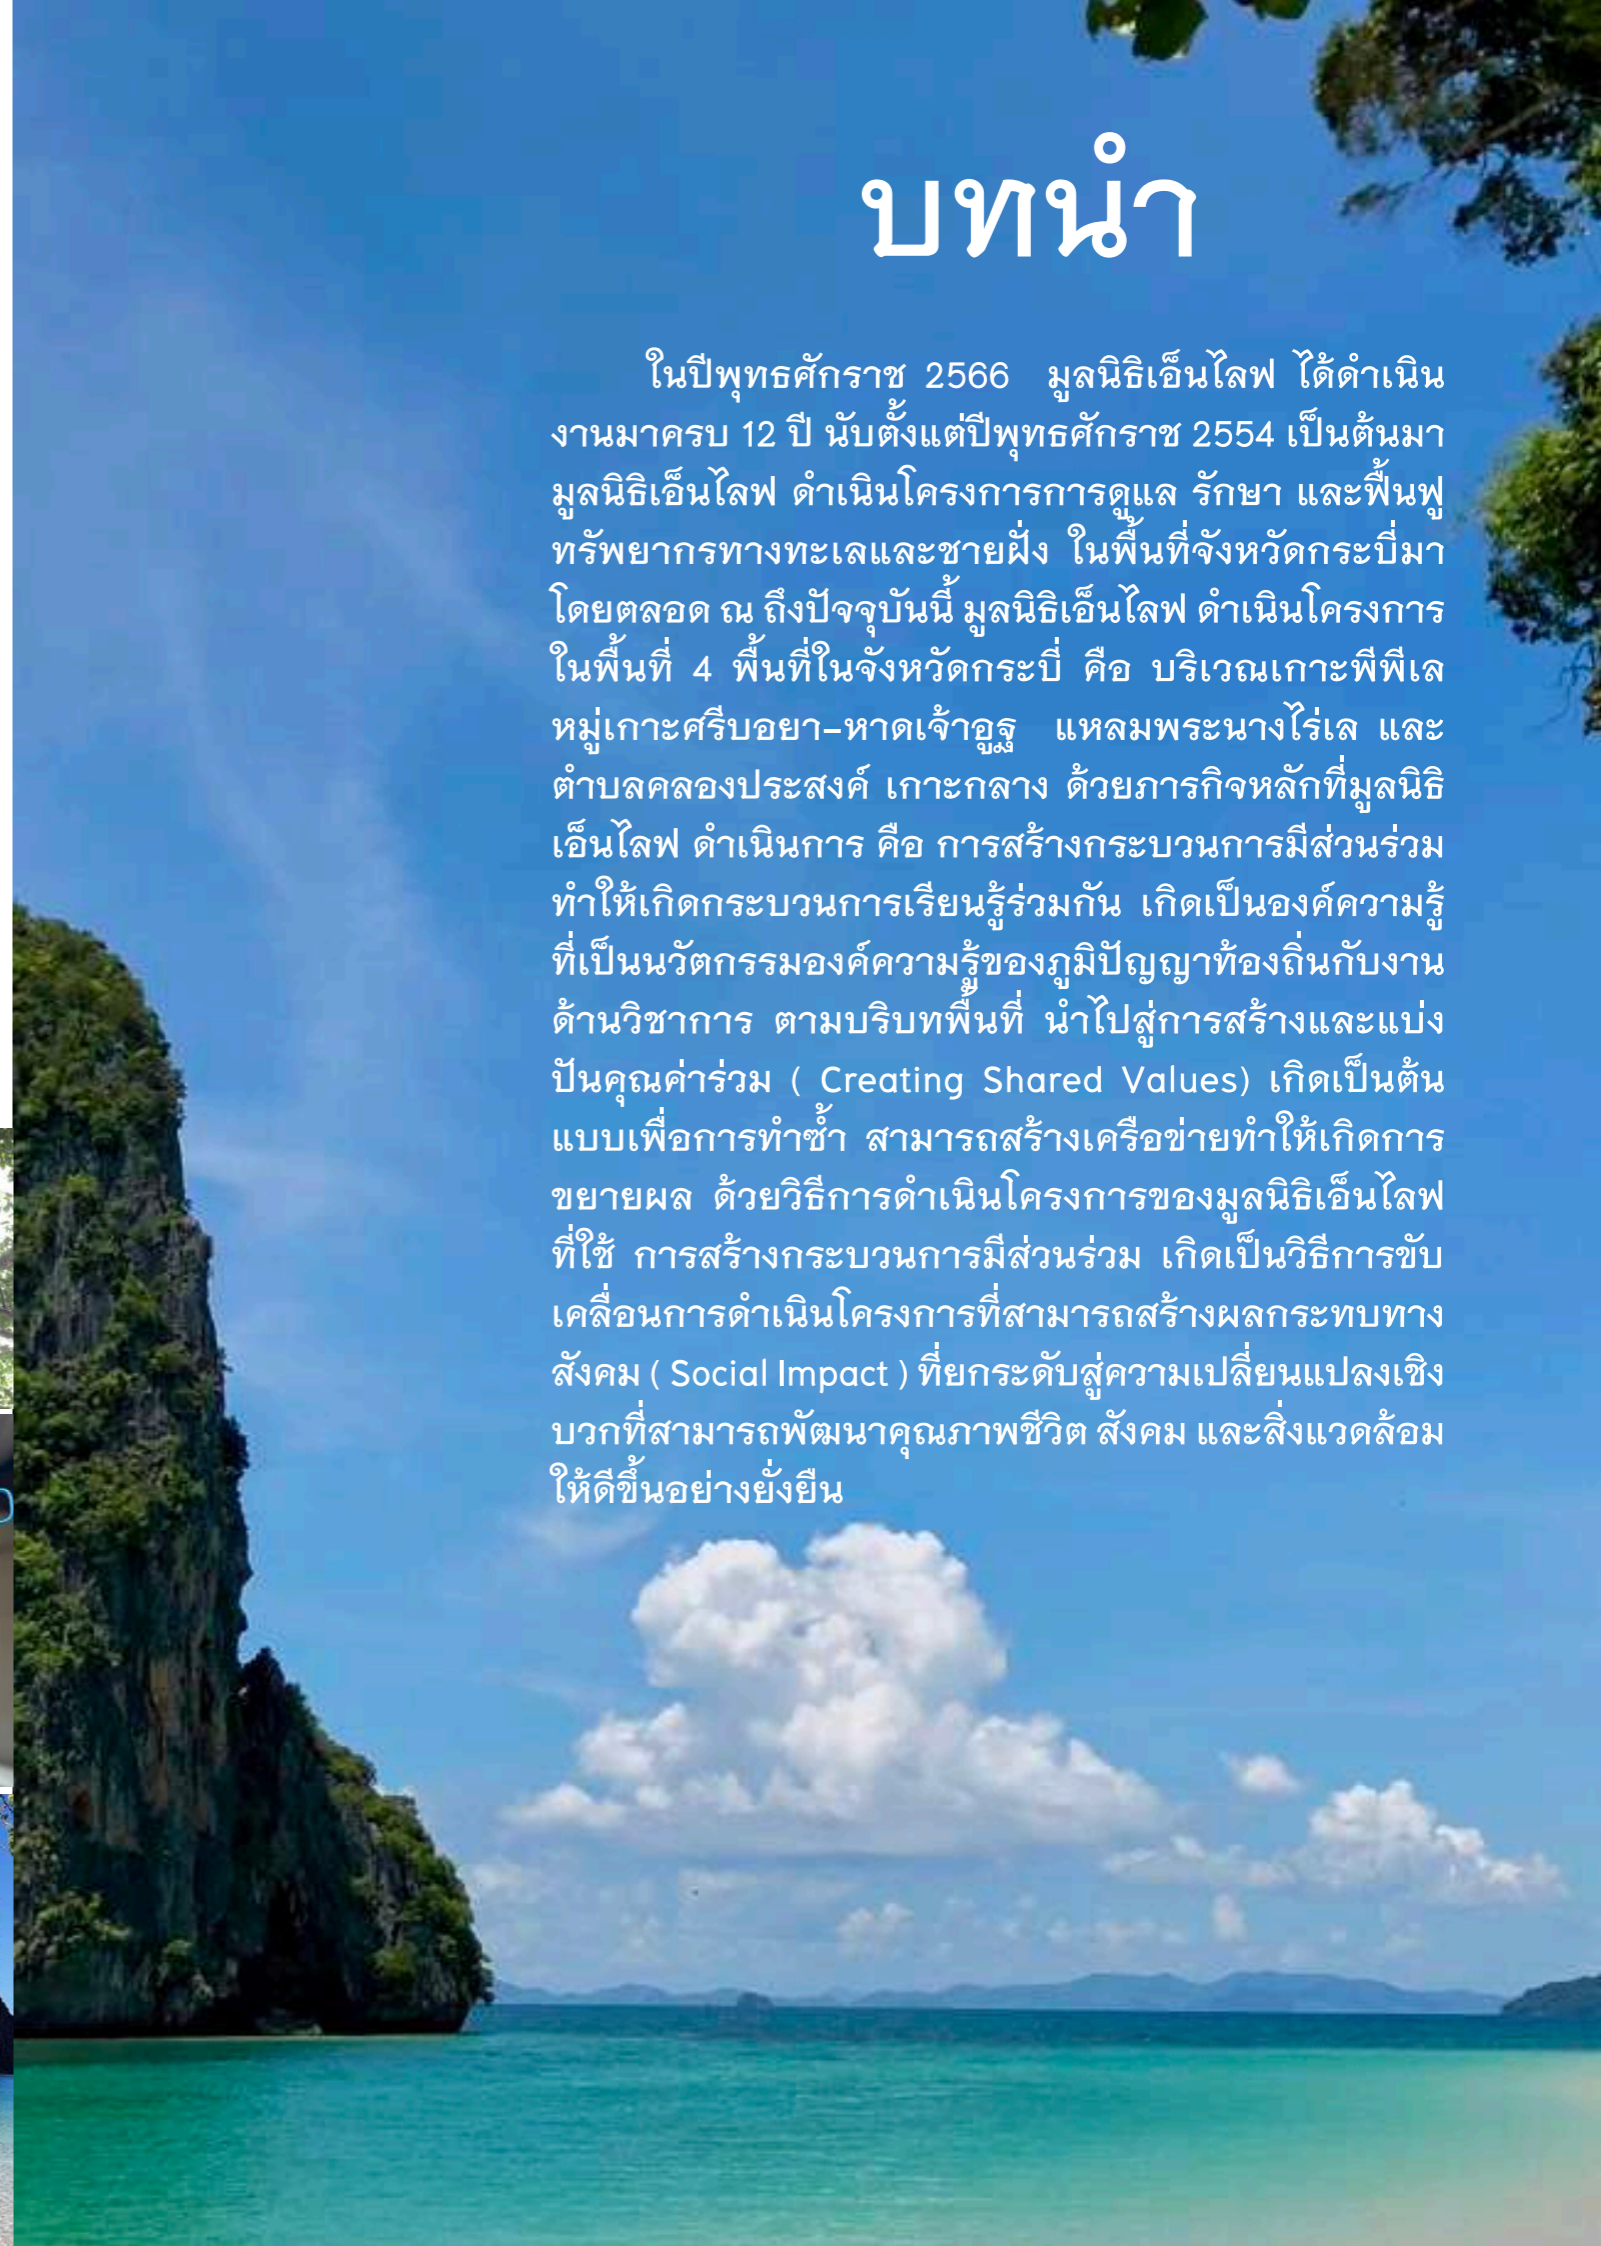 บทนำ
ในปีพุทธศักราช 2566 มูลนิธิเอ็นไลฟ ได้ดำเนิน
งานมาครบ 12 ปี นับตั้งแต่ปีพุทธศักราช 2554 เป็นต้นมา
มูลนิธิเอ็นไลฟ ดำเนินโครงการการดูแล รักษา และฟื้นฟู
ทรัพยากรทางทะเลและชายฝั่ง ในพื้นที่จังหวัดกระบี่มา
โดยตลอด ณ ถึงปัจจุบันนี้ มูลนิธิเอ็นไลฟ ดำเนินโครงการ
ในพื้นที่ 4 พื้นที่ในจังหวัดกระบี่ คือ บริเวณเกาะพีพีเล
หมู่เกาะศรีบอยา–หาดเจ้าอูฐ แหลมพระนางไร่เล และ
ตำบลคลองประสงค์ เกาะกลาง ด้วยภารกิจหลักที่มูลนิธิ
เอ็นไลฟ ดำเนินการ คือ การสร้างกระบวนการมีส่วนร่วม
ทำให้เกิดกระบวนการเรียนรู้ร่วมกัน เกิดเป็นองค์ความรู้
ที่เป็นนวัตกรรมองค์ความรู้ของภูมิปัญญาท้องถิ่นกับงาน
ด้านวิชาการ ตามบริบทพื้นที่ นำไปสู่การสร้างและแบ่ง
ปันคุณค่าร่วม ( Creating Shared Values) เกิดเป็นต้น
แบบเพื่อการทำซ้ำ สามารถสร้างเครือข่ายทำให้เกิดการ
ขยายผล ด้วยวิธีการดำเนินโครงการของมูลนิธิเอ็นไลฟ
ที่ใช้ การสร้างกระบวนการมีส่วนร่วม เกิดเป็นวิธีการขับ
เคลื่อนการดำเนินโครงการที่สามารถสร้างผลกระทบทาง
สังคม ( Social Impact ) ที่ยกระดับสู่ความเปลี่ยนแปลงเชิง
บวกที่สามารถพัฒนาคุณภาพชีวิต สังคม และสิ่งแวดล้อม
ให้ดีขึ้นอย่างยั่งยืน